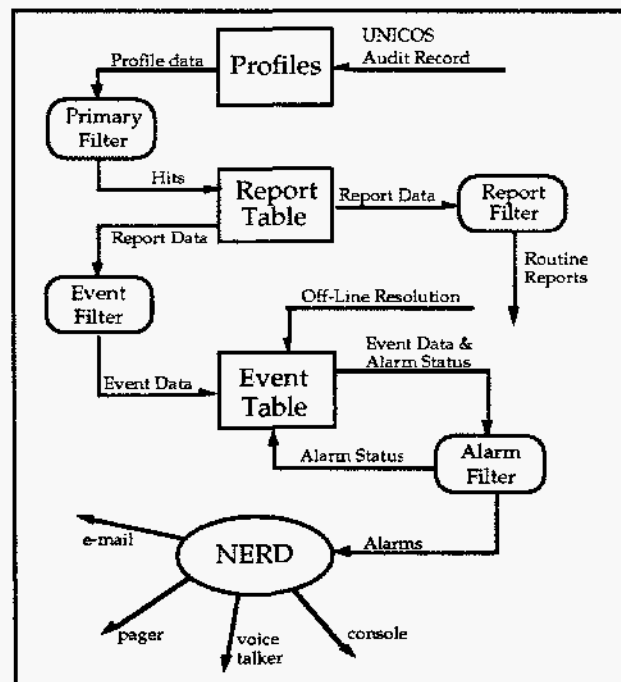 UNICOS
Audit Record
Profile data
Profiles
Primary
Filter
Hits
Report
Table
Report Data
Report
Filter
Report Data
Routine
Reports
Event
Filter
Off-Line Resolution
Event Data &
Alarm Status
Event Data
Event
Table
Alarm Status
Alarm
Filter
Alarms
NERD
e-mail
pager
voice
talker
console